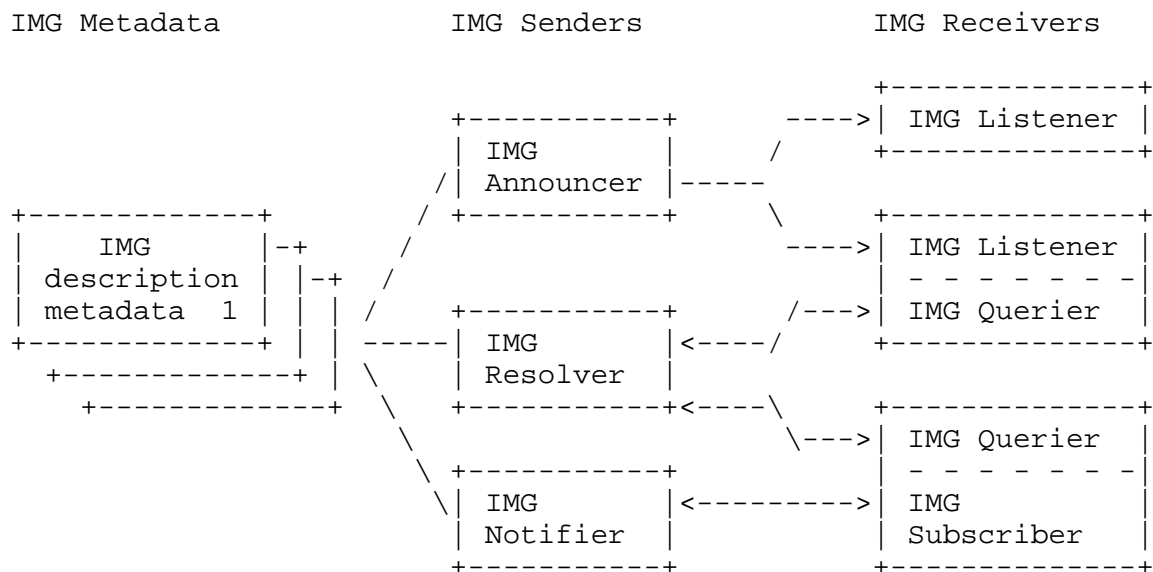 IMG Metadata IMG Senders IMG Receivers
IMG Listener
IMG
Announcer
IMG
description
metadata 1
IMG Listener
IMG Querier
IMG
Resolver
IMG Querier
IMG
Notifier
IMG
Subscriber